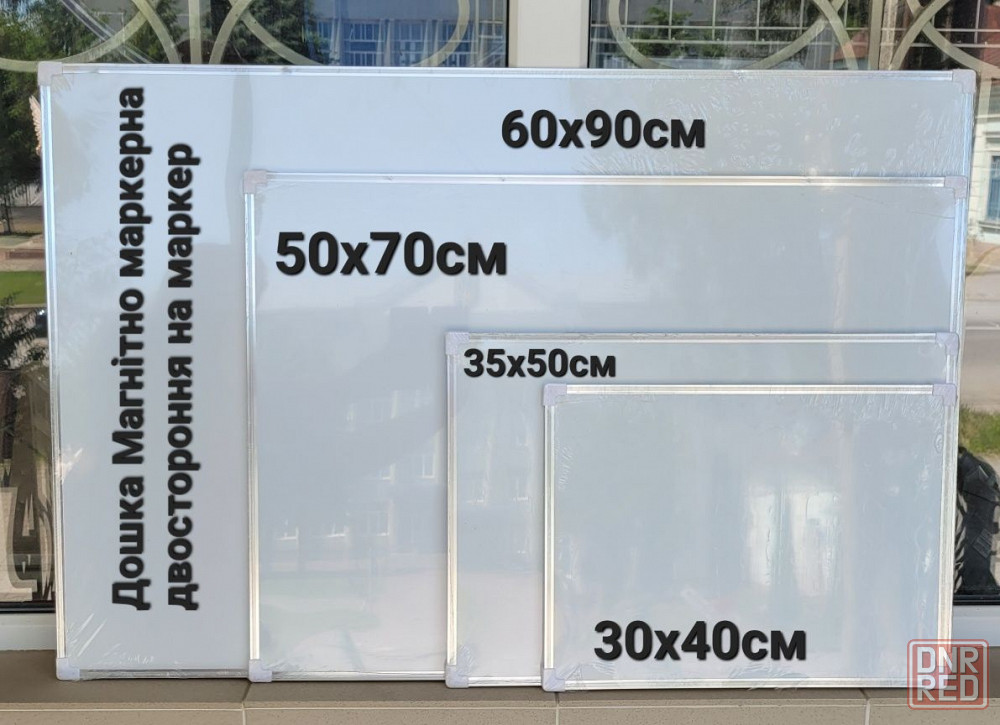 Дошка Магнітно маркерна
двостороння на маркер
60x90см
50x70см
35x50см
30x40см
DNR
RED